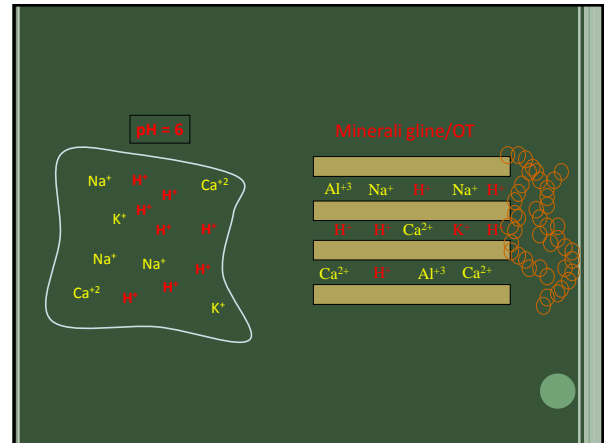 pH = 6
Na⁺ H⁺ H⁺ Ca⁺²
K⁺ H⁺ H⁺ H⁺
Na⁺ Na⁺ H⁺
Ca⁺² H⁺ H⁺ K⁺
Minerali gline/OT
Al⁺³ Na⁺ H⁺ Na⁺ H⁺
H H⁺ Ca²⁺ K H
Ca²⁺ H⁺ Al⁺³ Ca²⁺